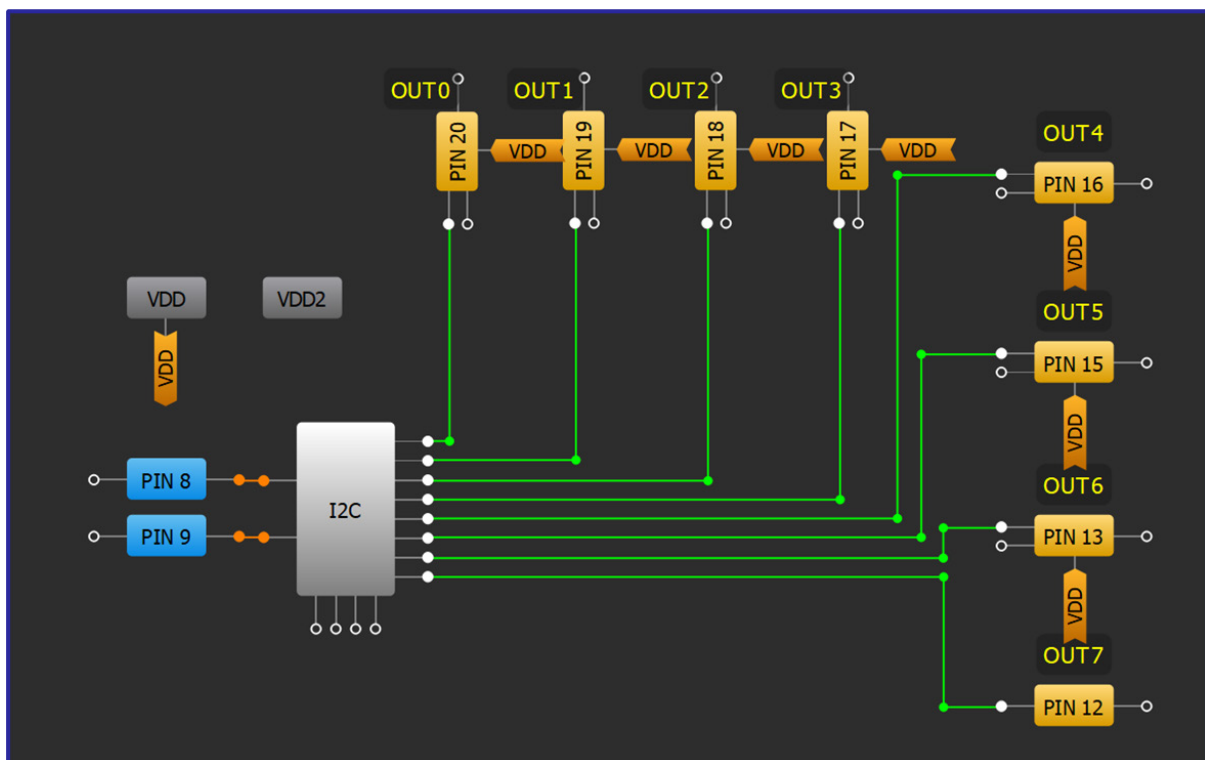 OUT0 OUT1 OUT2 OUT3
PIN 20 VDD PIN 19 VDD PIN 18 VDD PIN 17 VDD
OUT4
PIN 16
VDD
VDD VDD2
OUT5
VDD
PIN 15
VDD
PIN 8
I2C
PIN 9
OUT6
PIN 13
VDD
OUT7
PIN 12